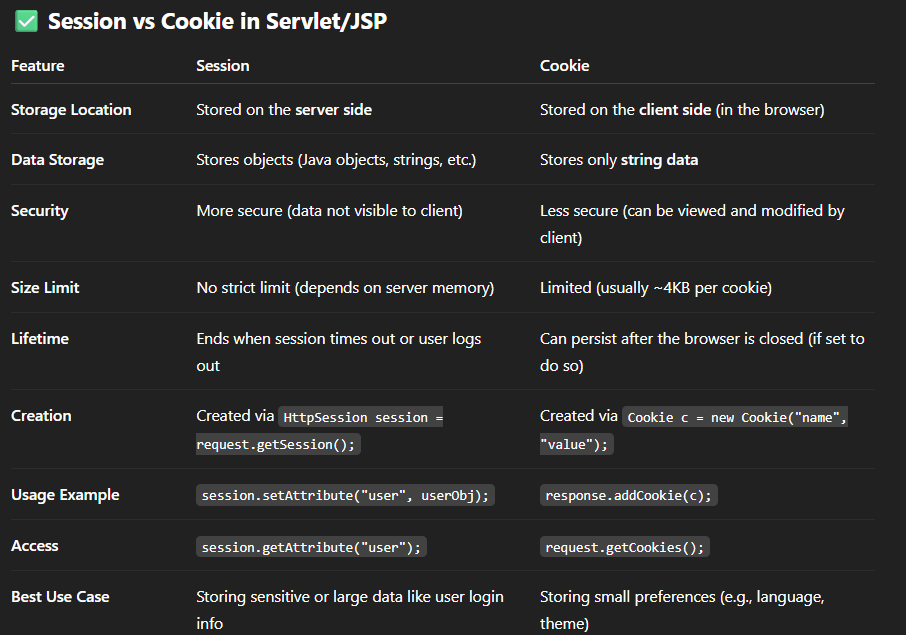 ✅ Session vs Cookie in Servlet/JSP
Feature Session Cookie
Storage Location Stored on the server side Stored on the client side (in the browser)
Data Storage Stores objects (Java objects, strings, etc.) Stores only string data
Security More secure (data not visible to client) Less secure (can be viewed and modified by
client)
Size Limit No strict limit (depends on server memory) Limited (usually ~4KB per cookie)
Lifetime Ends when session times out or user logs Can persist after the browser is closed (if set to
out do so)
Creation Created via HttpSession session = Created via Cookie c = new Cookie("name",
request.getSession(); "value");
Usage Example session.setAttribute("user", userObj); response.addCookie(c);
Access session.getAttribute("user"); request.getCookies();
Best Use Case Storing sensitive or large data like user login Storing small preferences (e.g., language,
info theme)